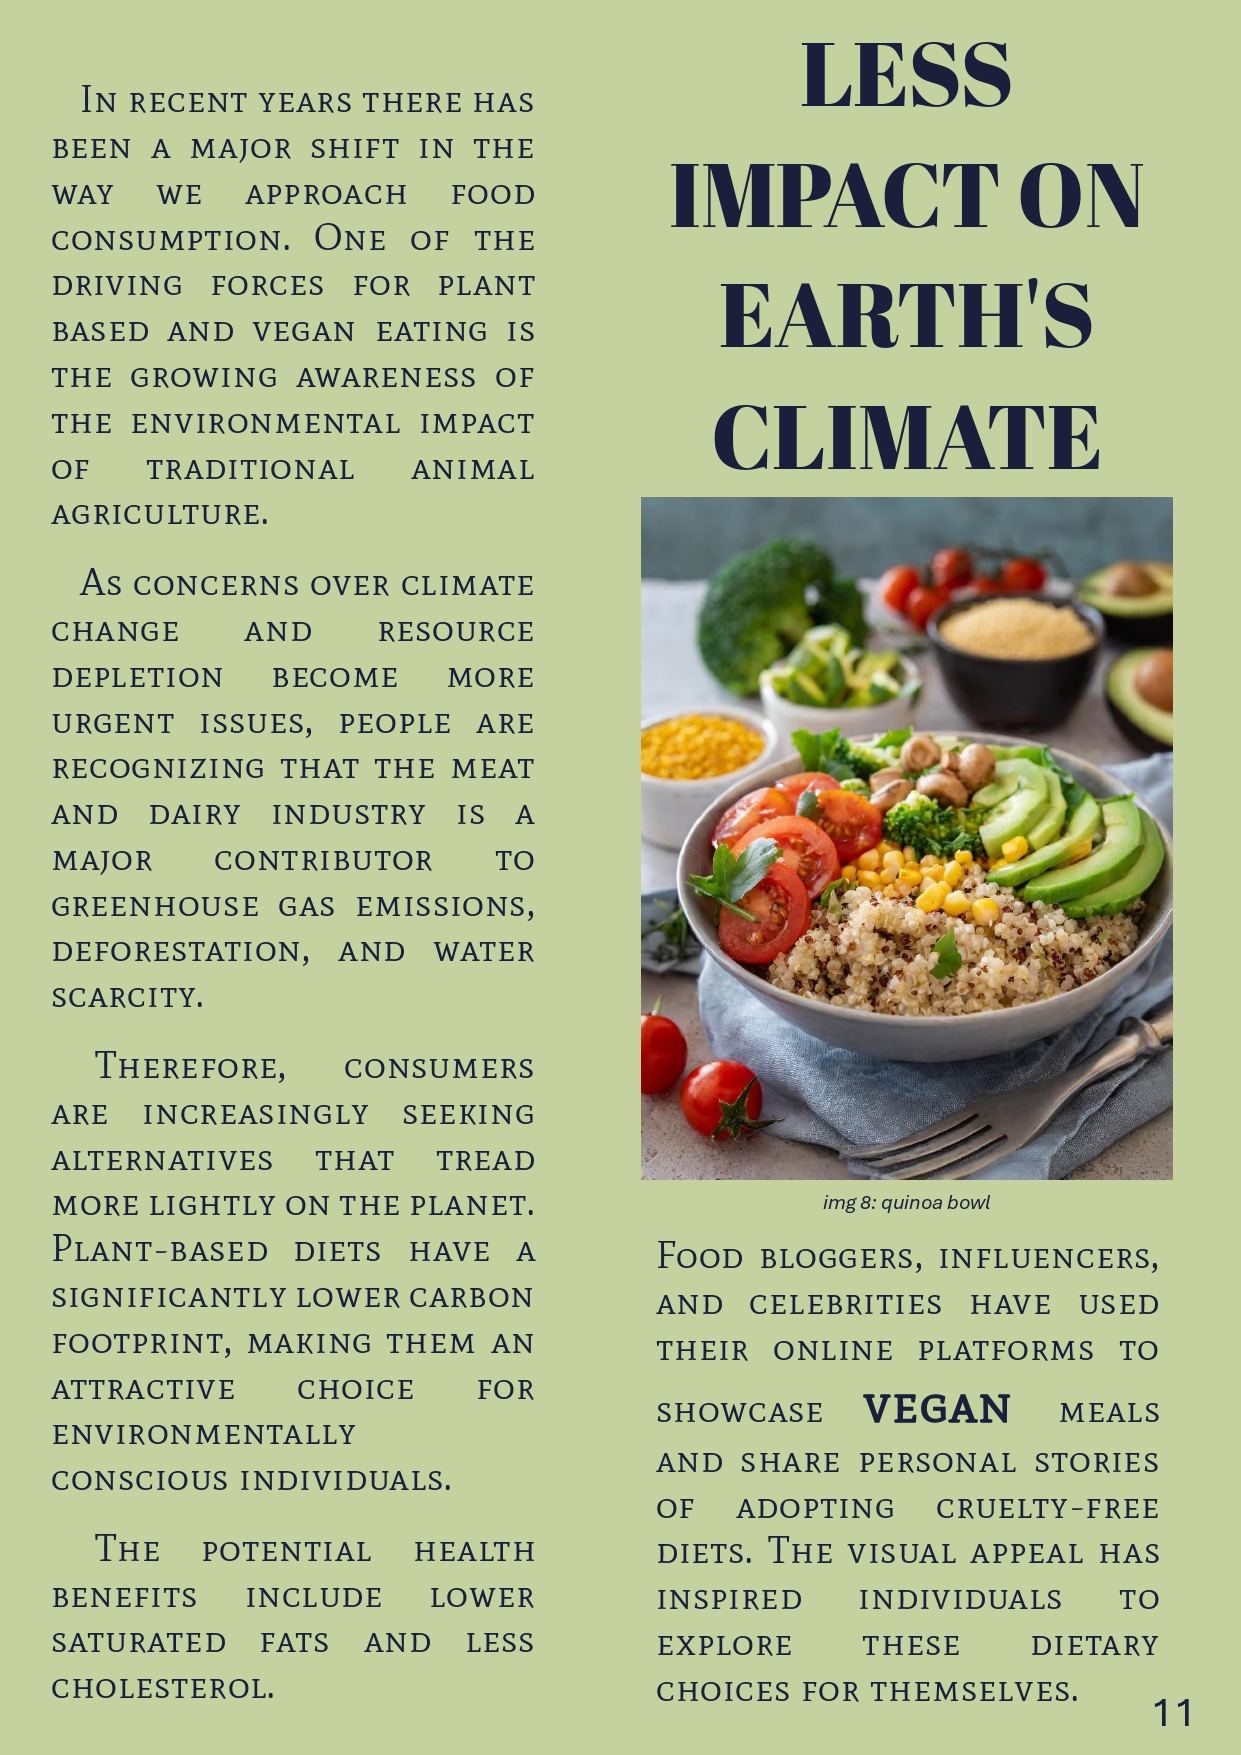 In recent years there has
been a major shift in the
way we approach food
consumption. One of the
driving forces for plant
based and vegan eating is
the growing awareness of
the environmental impact
of traditional animal
agriculture.
As concerns over climate
change and resource
depletion become more
urgent issues, people are
recognizing that the meat
and dairy industry is a
major contributor to
greenhouse gas emissions,
deforestation, and water
scarcity.
Therefore, consumers
are increasingly seeking
alternatives that tread
more lightly on the planet.
Plant-based diets have a
significantly lower carbon
footprint, making them an
attractive choice for
environmentally
conscious individuals.
The potential health
benefits include lower
saturated fats and less
cholesterol.
LESS
IMPACT ON
EARTH'S
CLIMATE
img 8: quinoa bowl
Food bloggers, influencers,
and celebrities have used
their online platforms to
showcase VEGAN meals
and share personal stories
of adopting cruelty-free
diets. The visual appeal has
inspired individuals to
explore these dietary
choices for themselves.
11